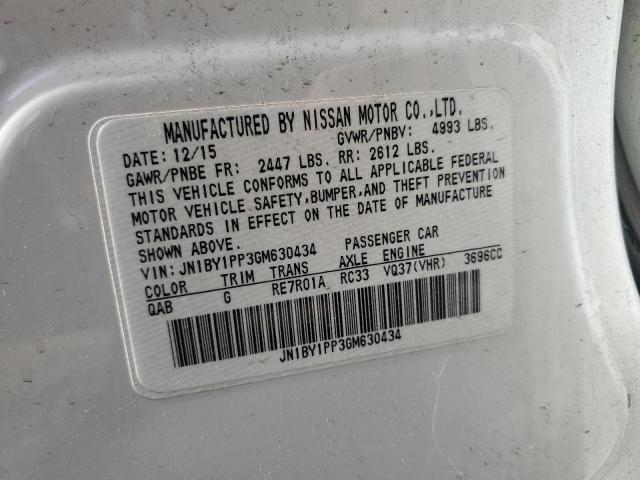 MANUFACTURED BY NISSAN MOTOR CO.,LTD.
DATE: 12/15 GVWR/PNBV: 4993 LBS.
GAWR/PNBE FR: 2447 LBS. RR: 2612 LBS.
THIS VEHICLE CONFORMS TO ALL APPLICABLE FEDERAL
MOTOR VEHICLE SAFETY,BUMPER,AND THEFT PREVENTION
STANDARDS IN EFFECT ON THE DATE OF MANUFACTURE
SHOWN ABOVE.
VIN: JN1BY1PP3GM630434 PASSENGER CAR
COLOR TRIM TRANS AXLE ENGINE
QAB G RE7R01A RC33 VQ37(VHR) 3696CC
JN1BY1PP3GM630434